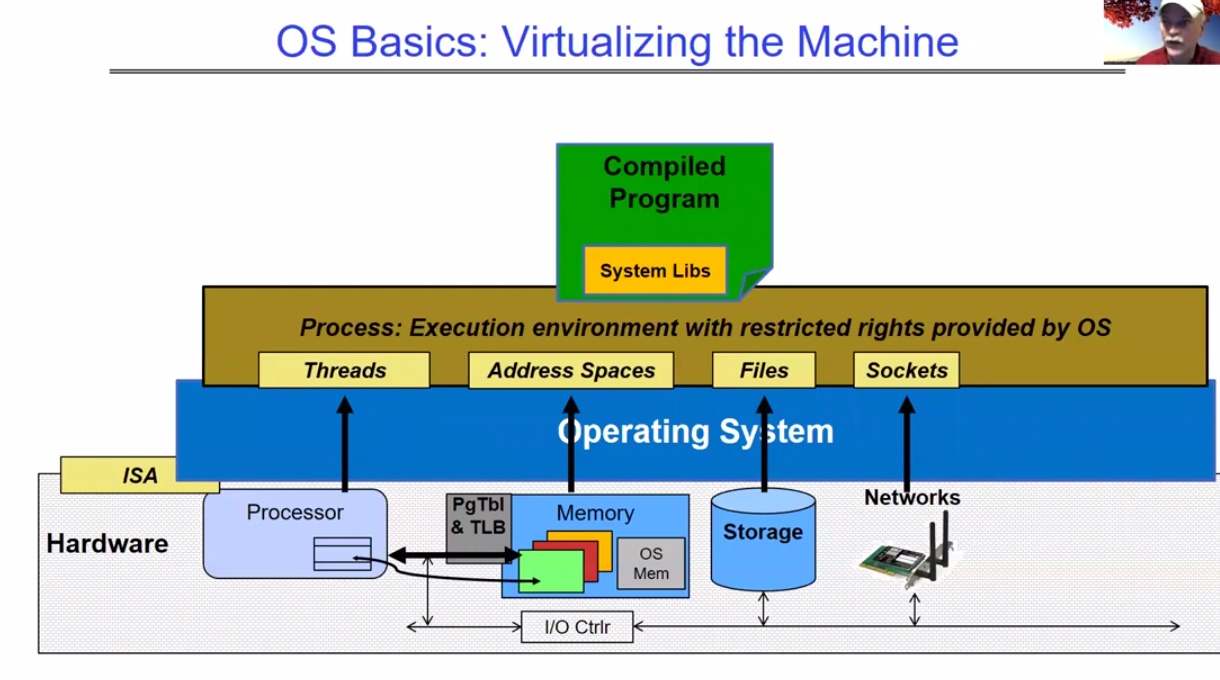 OS Basics: Virtualizing the Machine
Compiled
Program
System Libs
Process: Execution environment with restricted rights provided by OS
Threads
Address Spaces
Files
Sockets
Operating System
ISA
Hardware
Processor
PgTbl
& TLB
Memory
OS
Mem
Storage
Networks
I/O Ctrlr